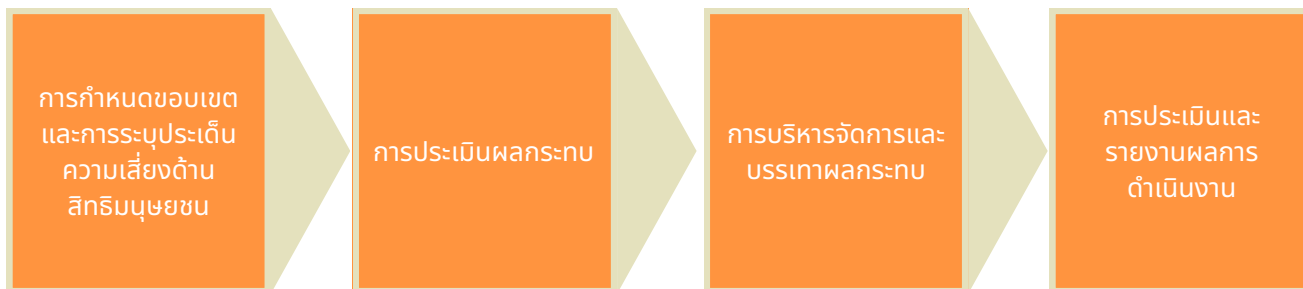 การกำหนดขอบเขต
และการระบุประเด็น
ความเสี่ยงด้าน
สิทธิมนุษยชน
การประเมินผลกระทบ
การบริหารจัดการและ
บรรเทาผลกระทบ
การประเมินและ
รายงานผลการ
ดำเนินงาน